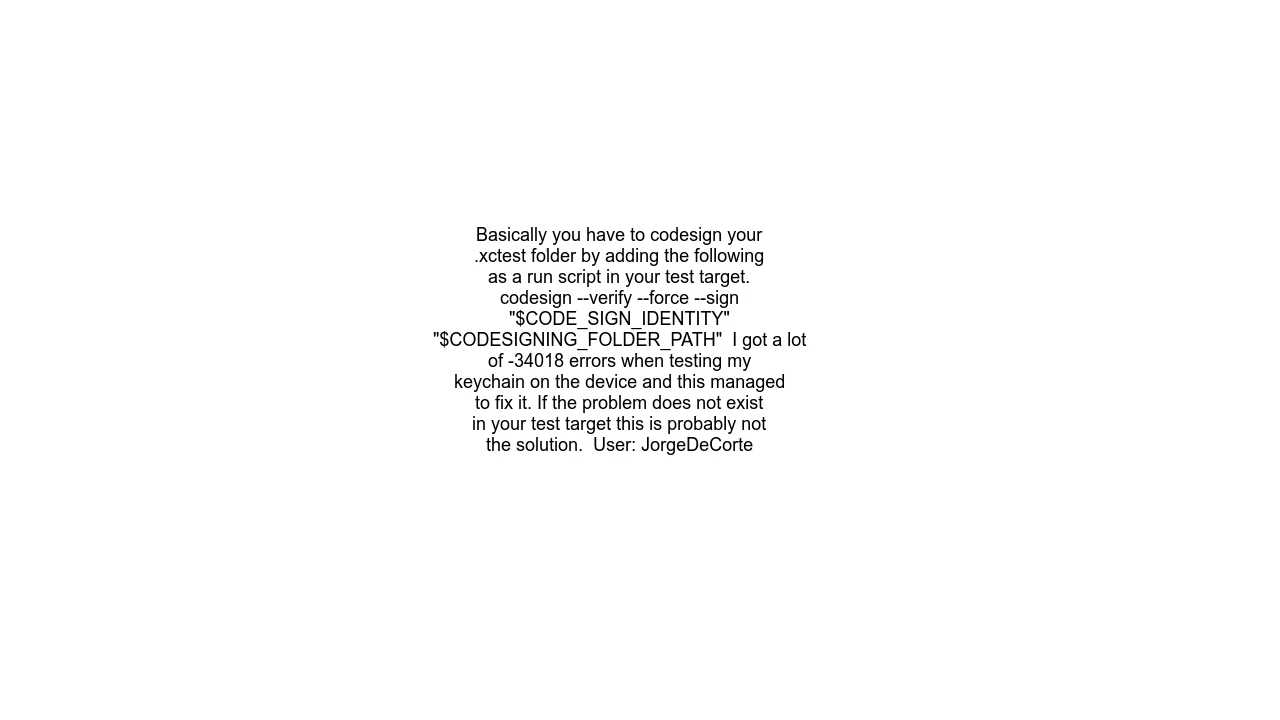 Basically you have to codesign your
.xctest folder by adding the following
as a run script in your test target.
codesign --verify --force --sign
"$CODE_SIGN_IDENTITY"
"$CODESIGNING_FOLDER_PATH"  I got a lot
of -34018 errors when testing my
keychain on the device and this managed
to fix it. If the problem does not exist
in your test target this is probably not
the solution.  User: JorgeDeCorte